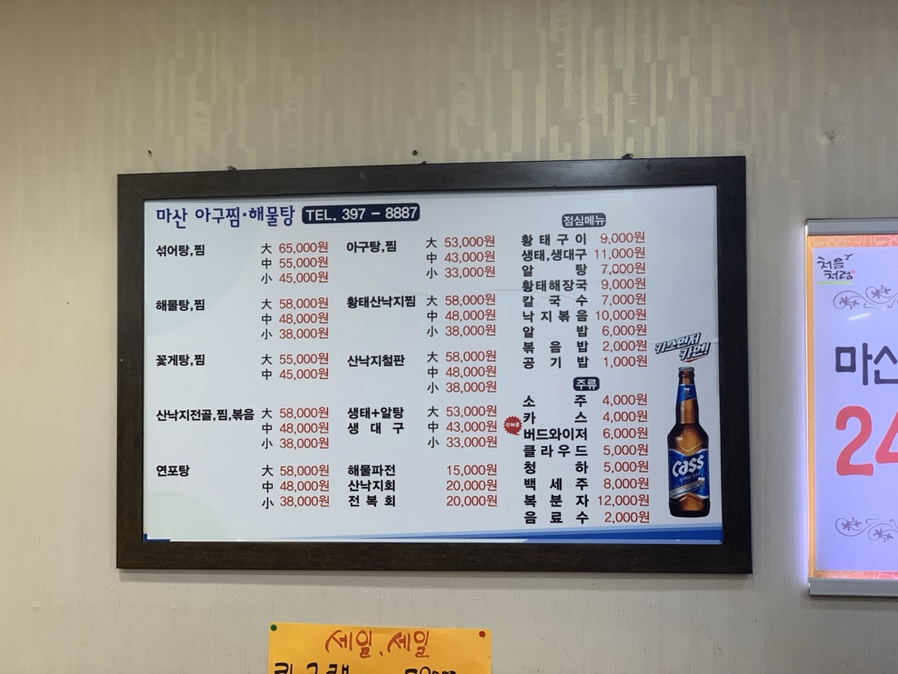 마산 아구찜·해물탕 TEL. 397 - 8887
섞어탕,찜 大 65,000원
中 55,000원
小 45,000원
해물탕,찜 大 58,000원
中 48,000원
小 38,000원
꽃게탕,찜 大 55,000원
中 45,000원
산낙지전골,찜,볶음 大 58,000원
中 48,000원
小 38,000원
연포탕 大 58,000원
中 48,000원
小 38,000원
아구탕,찜 大 53,000원
中 43,000원
小 33,000원
황태산낙지찜 大 58,000원
中 48,000원
小 38,000원
산낙지철판 大 58,000원
中 48,000원
小 38,000원
생태+알탕 大 53,000원
생대구 中 43,000원
小 33,000원
해물파전 15,000원
산낙지회 20,000원
전복회 20,000원
점심메뉴
황태구이 9,000원
생태,생대구 11,000원
알탕 7,000원
황태해장국 9,000원
칼국수 7,000원
낙지볶음 10,000원
알밥 6,000원
볶음밥 2,000원
공기밥 1,000원
주류
소주 4,000원
카스 4,000원
버드와이저 6,000원
클라우드 5,000원
청하 5,000원
백세주 8,000원
복분자 12,000원
음료수 2,000원
Cass
처음
처럼
마산
24
세일, 세일